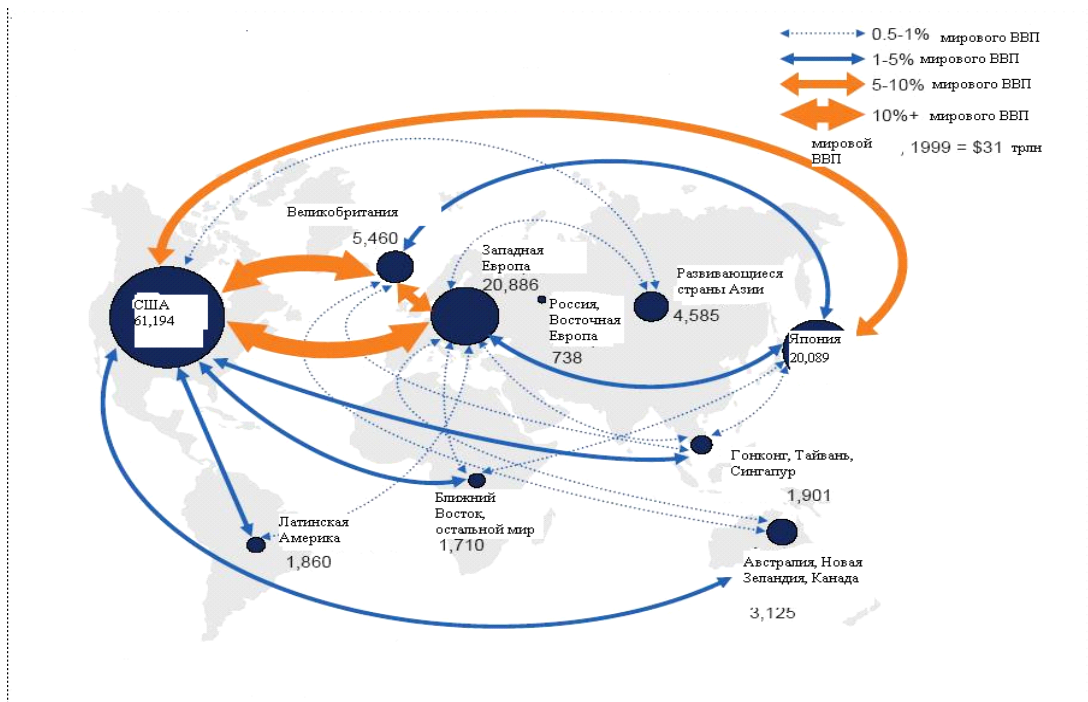 0.5-1% мирового ВВП
1-5% мирового ВВП
5-10% мирового ВВП
10%+ мирового ВВП
мировой
ВВП , 1999 = $31 трлн
Великобритания
5,460
Западная
Европа
20,886
Развивающиеся
страны Азии
4,585
США
61,194
Россия,
Восточная
Европа
738
Япония
20,089
Гонконг, Тайвань,
Сингапур
1,901
Ближний
Восток,
остальной мир
1,710
Латинская
Америка
1,860
Австралия, Новая
Зеландия, Канада
3,125